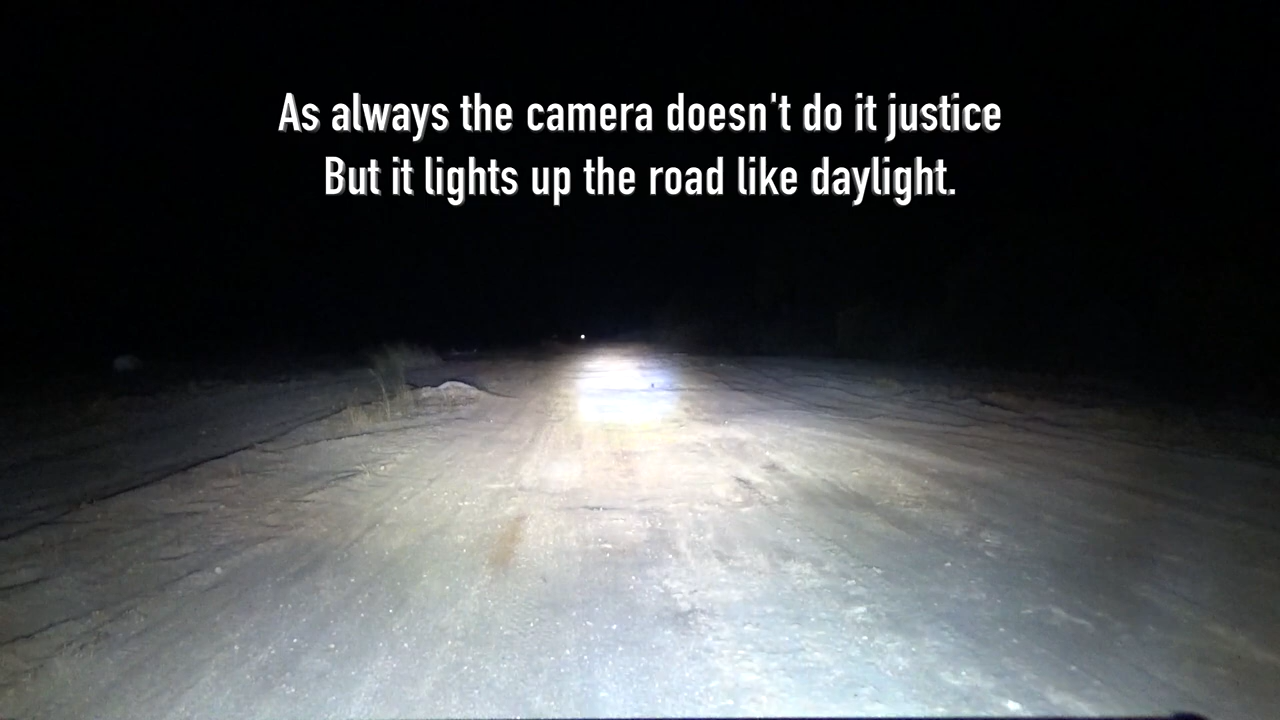 As always the camera doesn't do it justice
But it lights up the road like daylight.